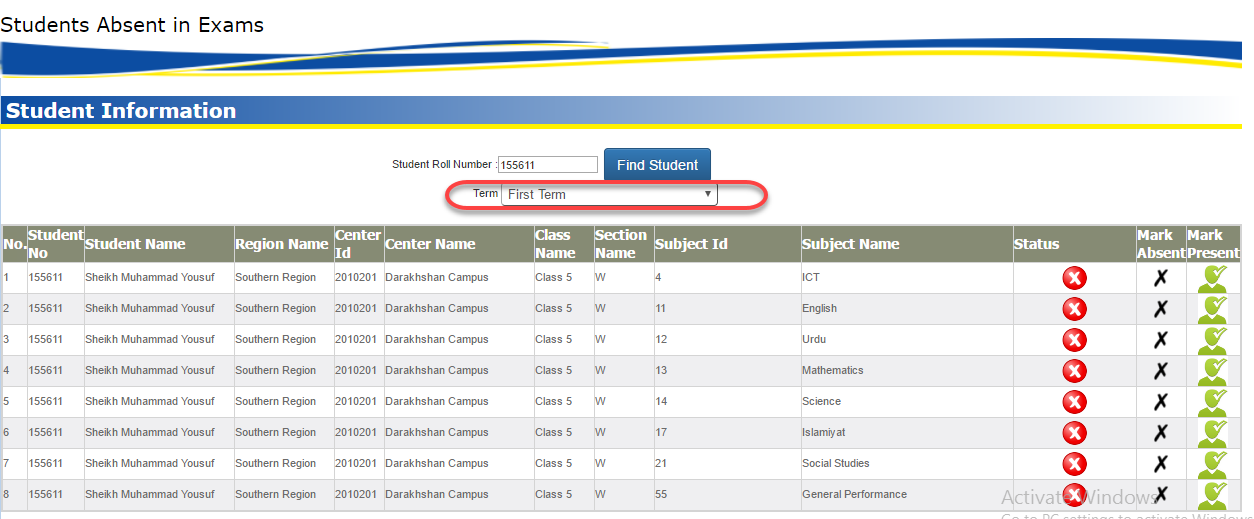 Students Absent in Exams
Student Information
Student Roll Number : 155611 Find Student
Term First Term
No. Student No Student Name Region Name Center Id Center Name Class Name Section Name Subject Id Subject Name Status Mark Absent Mark Present
1 155611 Sheikh Muhammad Yousuf Southern Region 2010201 Darakhshan Campus Class 5 W 4 ICT
2 155611 Sheikh Muhammad Yousuf Southern Region 2010201 Darakhshan Campus Class 5 W 11 English
3 155611 Sheikh Muhammad Yousuf Southern Region 2010201 Darakhshan Campus Class 5 W 12 Urdu
4 155611 Sheikh Muhammad Yousuf Southern Region 2010201 Darakhshan Campus Class 5 W 13 Mathematics
5 155611 Sheikh Muhammad Yousuf Southern Region 2010201 Darakhshan Campus Class 5 W 14 Science
6 155611 Sheikh Muhammad Yousuf Southern Region 2010201 Darakhshan Campus Class 5 W 17 Islamiyat
7 155611 Sheikh Muhammad Yousuf Southern Region 2010201 Darakhshan Campus Class 5 W 21 Social Studies
8 155611 Sheikh Muhammad Yousuf Southern Region 2010201 Darakhshan Campus Class 5 W 55 General Performance
Activate Windows
Go to PC settings to activate Windows